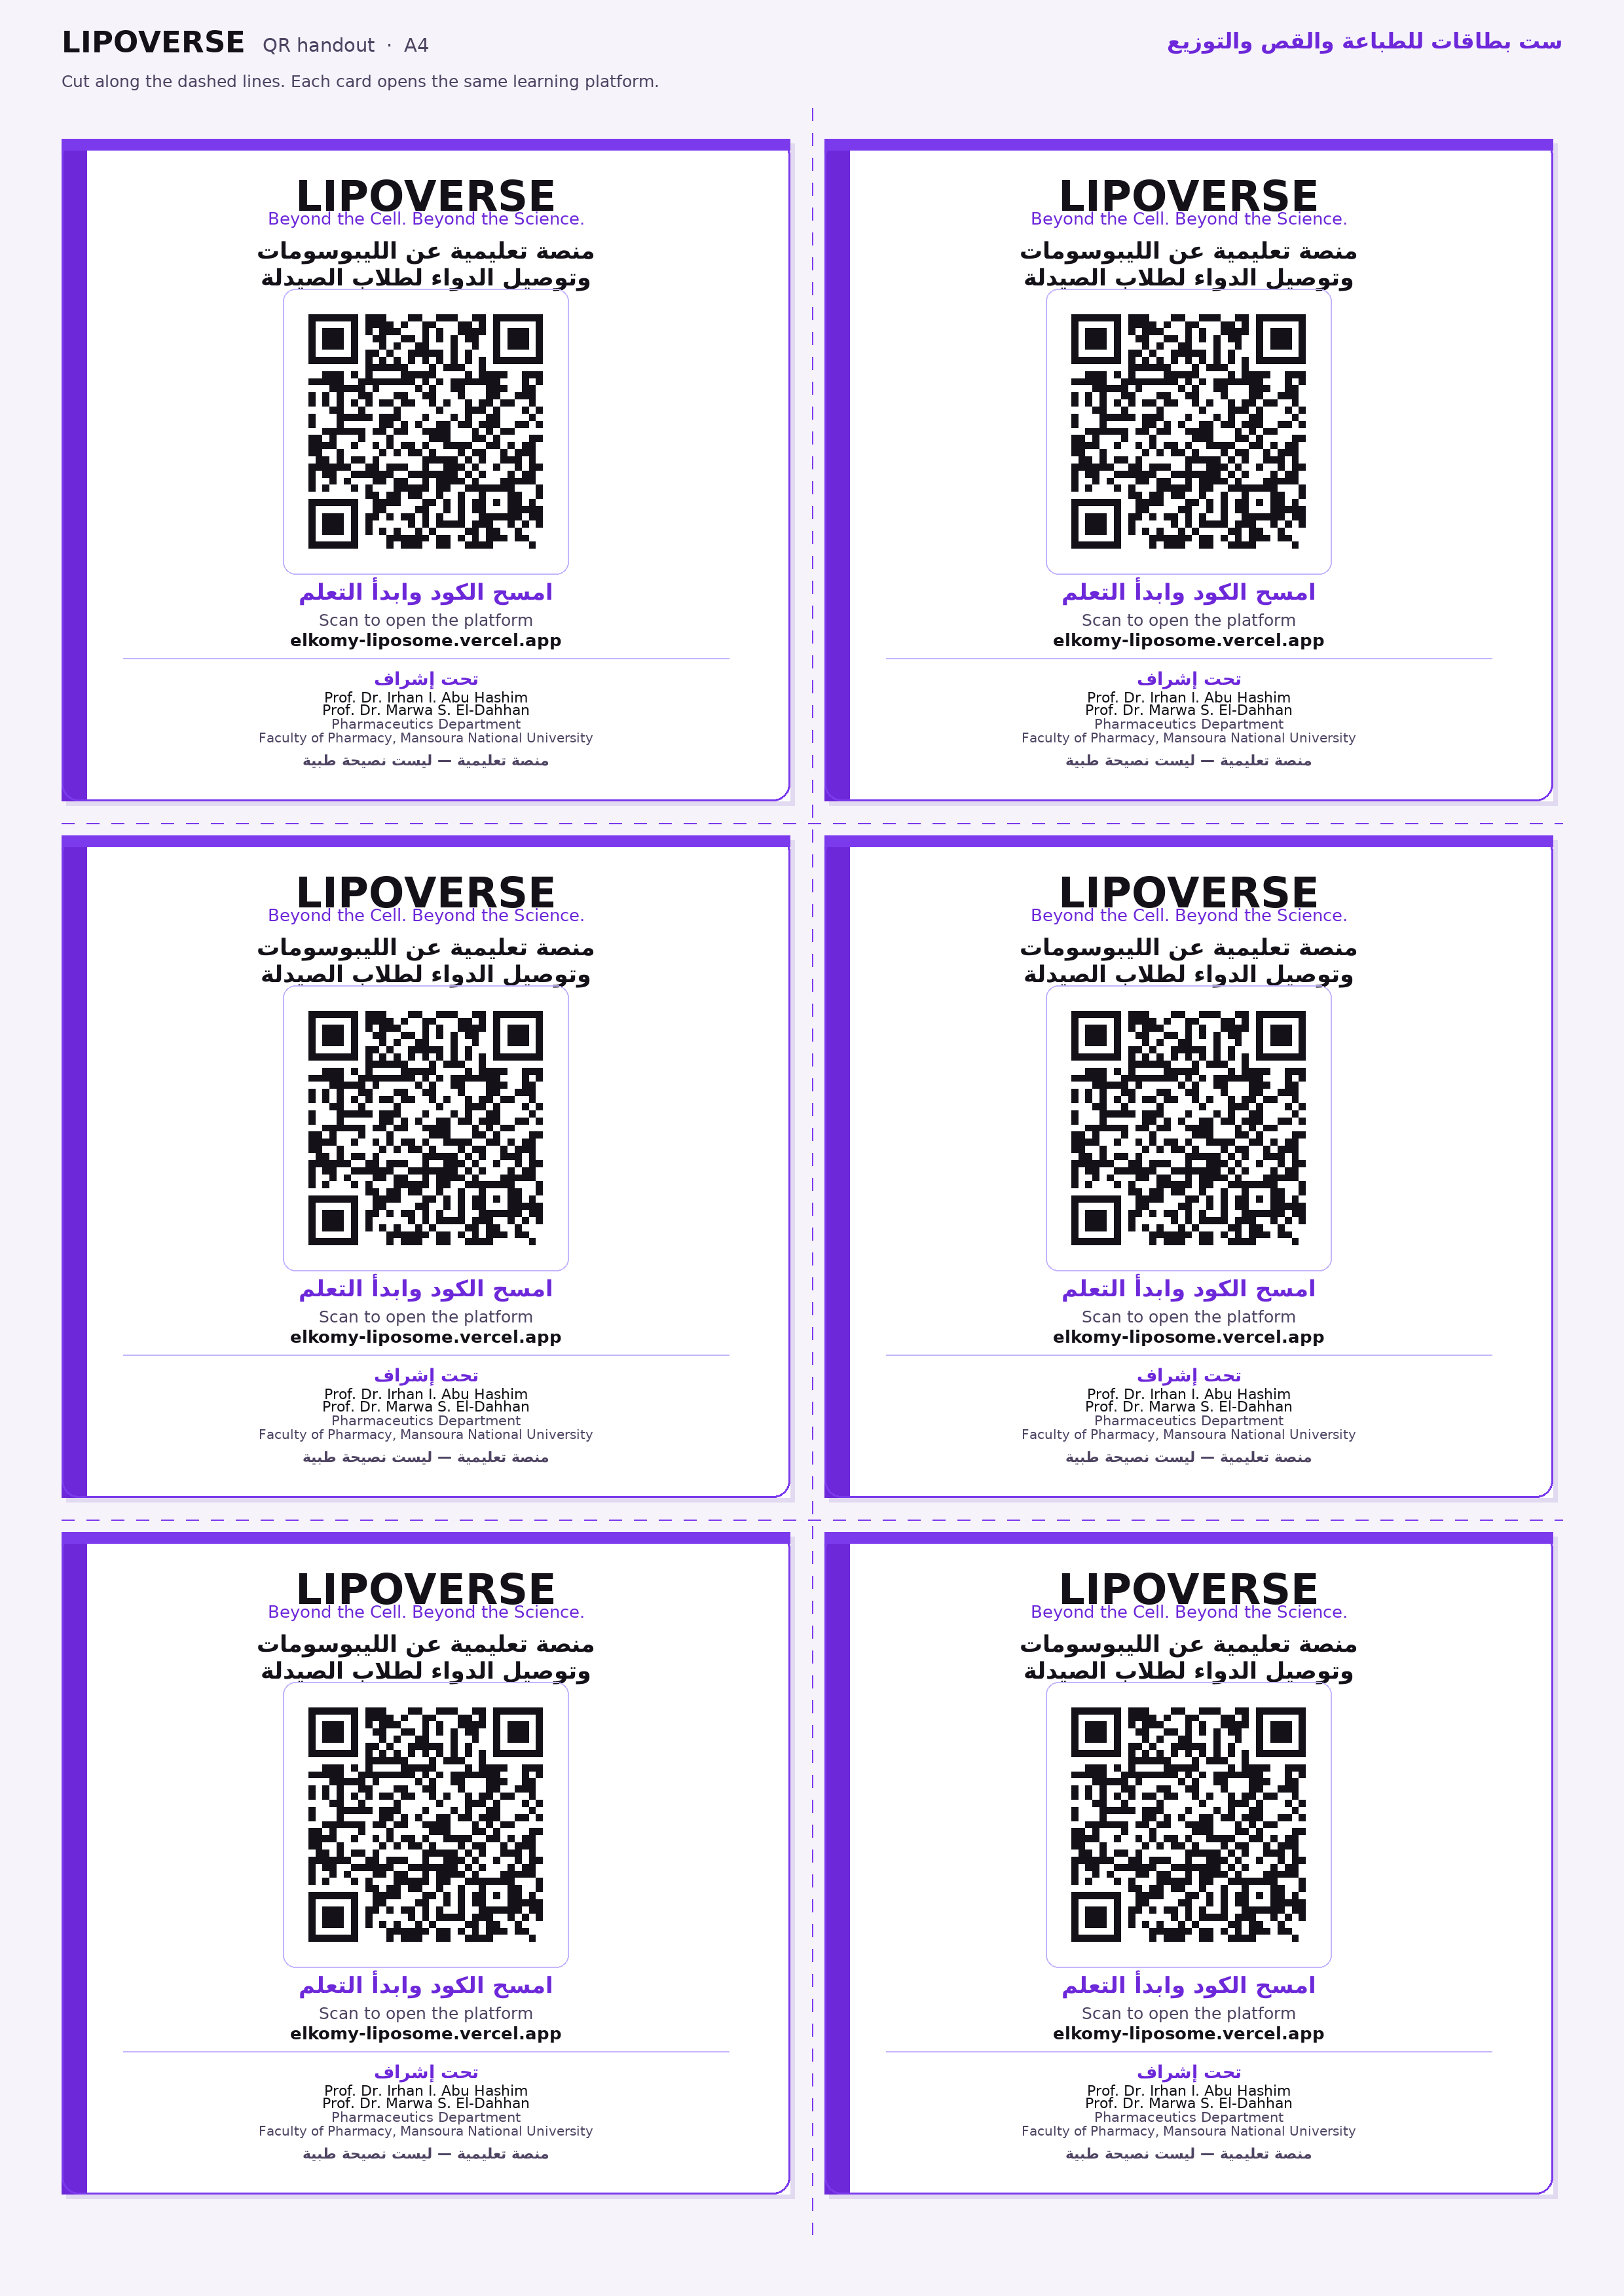 LIPOVERSE QR handout · A4
ست بطاقات للطباعة والقص والتوزيع
Cut along the dashed lines. Each card opens the same learning platform.
LIPOVERSE
Beyond the Cell. Beyond the Science.
منصة تعليمية عن الليبوسومات
وتوصيل الدواء لطلاب الصيدلة
امسح الكود وابدأ التعلم
Scan to open the platform
elkomy-liposome.vercel.app
تحت إشراف
Prof. Dr. Irhan I. Abu Hashim
Prof. Dr. Marwa S. El-Dahhan
Pharmaceutics Department
Faculty of Pharmacy, Mansoura National University
منصة تعليمية — ليست نصيحة طبية
LIPOVERSE
Beyond the Cell. Beyond the Science.
منصة تعليمية عن الليبوسومات
وتوصيل الدواء لطلاب الصيدلة
امسح الكود وابدأ التعلم
Scan to open the platform
elkomy-liposome.vercel.app
تحت إشراف
Prof. Dr. Irhan I. Abu Hashim
Prof. Dr. Marwa S. El-Dahhan
Pharmaceutics Department
Faculty of Pharmacy, Mansoura National University
منصة تعليمية — ليست نصيحة طبية
LIPOVERSE
Beyond the Cell. Beyond the Science.
منصة تعليمية عن الليبوسومات
وتوصيل الدواء لطلاب الصيدلة
امسح الكود وابدأ التعلم
Scan to open the platform
elkomy-liposome.vercel.app
تحت إشراف
Prof. Dr. Irhan I. Abu Hashim
Prof. Dr. Marwa S. El-Dahhan
Pharmaceutics Department
Faculty of Pharmacy, Mansoura National University
منصة تعليمية — ليست نصيحة طبية
LIPOVERSE
Beyond the Cell. Beyond the Science.
منصة تعليمية عن الليبوسومات
وتوصيل الدواء لطلاب الصيدلة
امسح الكود وابدأ التعلم
Scan to open the platform
elkomy-liposome.vercel.app
تحت إشراف
Prof. Dr. Irhan I. Abu Hashim
Prof. Dr. Marwa S. El-Dahhan
Pharmaceutics Department
Faculty of Pharmacy, Mansoura National University
منصة تعليمية — ليست نصيحة طبية
LIPOVERSE
Beyond the Cell. Beyond the Science.
منصة تعليمية عن الليبوسومات
وتوصيل الدواء لطلاب الصيدلة
امسح الكود وابدأ التعلم
Scan to open the platform
elkomy-liposome.vercel.app
تحت إشراف
Prof. Dr. Irhan I. Abu Hashim
Prof. Dr. Marwa S. El-Dahhan
Pharmaceutics Department
Faculty of Pharmacy, Mansoura National University
منصة تعليمية — ليست نصيحة طبية
LIPOVERSE
Beyond the Cell. Beyond the Science.
منصة تعليمية عن الليبوسومات
وتوصيل الدواء لطلاب الصيدلة
امسح الكود وابدأ التعلم
Scan to open the platform
elkomy-liposome.vercel.app
تحت إشراف
Prof. Dr. Irhan I. Abu Hashim
Prof. Dr. Marwa S. El-Dahhan
Pharmaceutics Department
Faculty of Pharmacy, Mansoura National University
منصة تعليمية — ليست نصيحة طبية